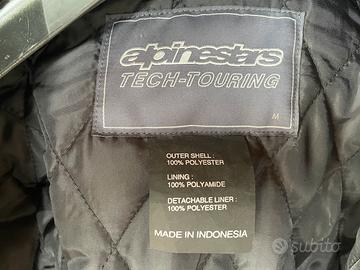 alpinestars
TECH-TOURING
M
OUTER SHELL :
100% POLYESTER
LINING :
100% POLYAMIDE
DETACHABLE LINER :
100% POLYESTER
MADE IN INDONESIA
subito